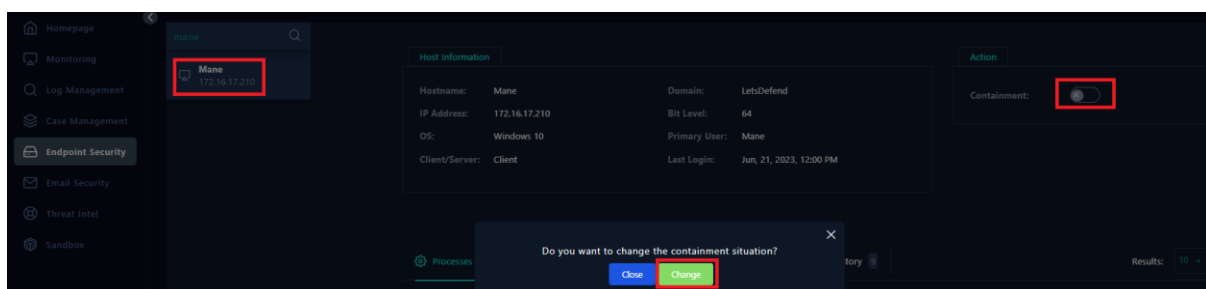 Homepage
Monitoring
Log Management
Case Management
Endpoint Security
Email Security
Threat Intel
Sandbox
mane
Mane
172.16.17.210
Host Information
Hostname: Mane Domain: LetsDefend
IP Address: 172.16.17.210 Bit Level: 64
OS: Windows 10 Primary User: Mane
Client/Server: Client Last Login: Jun, 21, 2023, 12:00 PM
Action
Containment:
Do you want to change the containment situation?
Close Change
Processes
tory 9
Results: 10